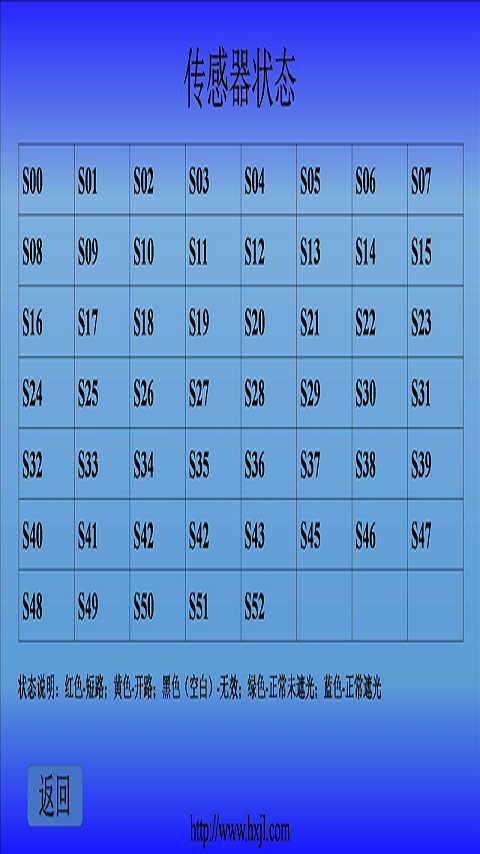 传感器状态
S00 S01 S02 S03 S04 S05 S06 S07
S08 S09 S10 S11 S12 S13 S14 S15
S16 S17 S18 S19 S20 S21 S22 S23
S24 S25 S26 S27 S28 S29 S30 S31
S32 S33 S34 S35 S36 S37 S38 S39
S40 S41 S42 S42 S43 S45 S46 S47
S48 S49 S50 S51 S52
状态说明：红色-短路；黄色-开路；黑色（空白）-无效；绿色-正常未遮光；蓝色-正常遮光
返回
http://www.hxjl.com